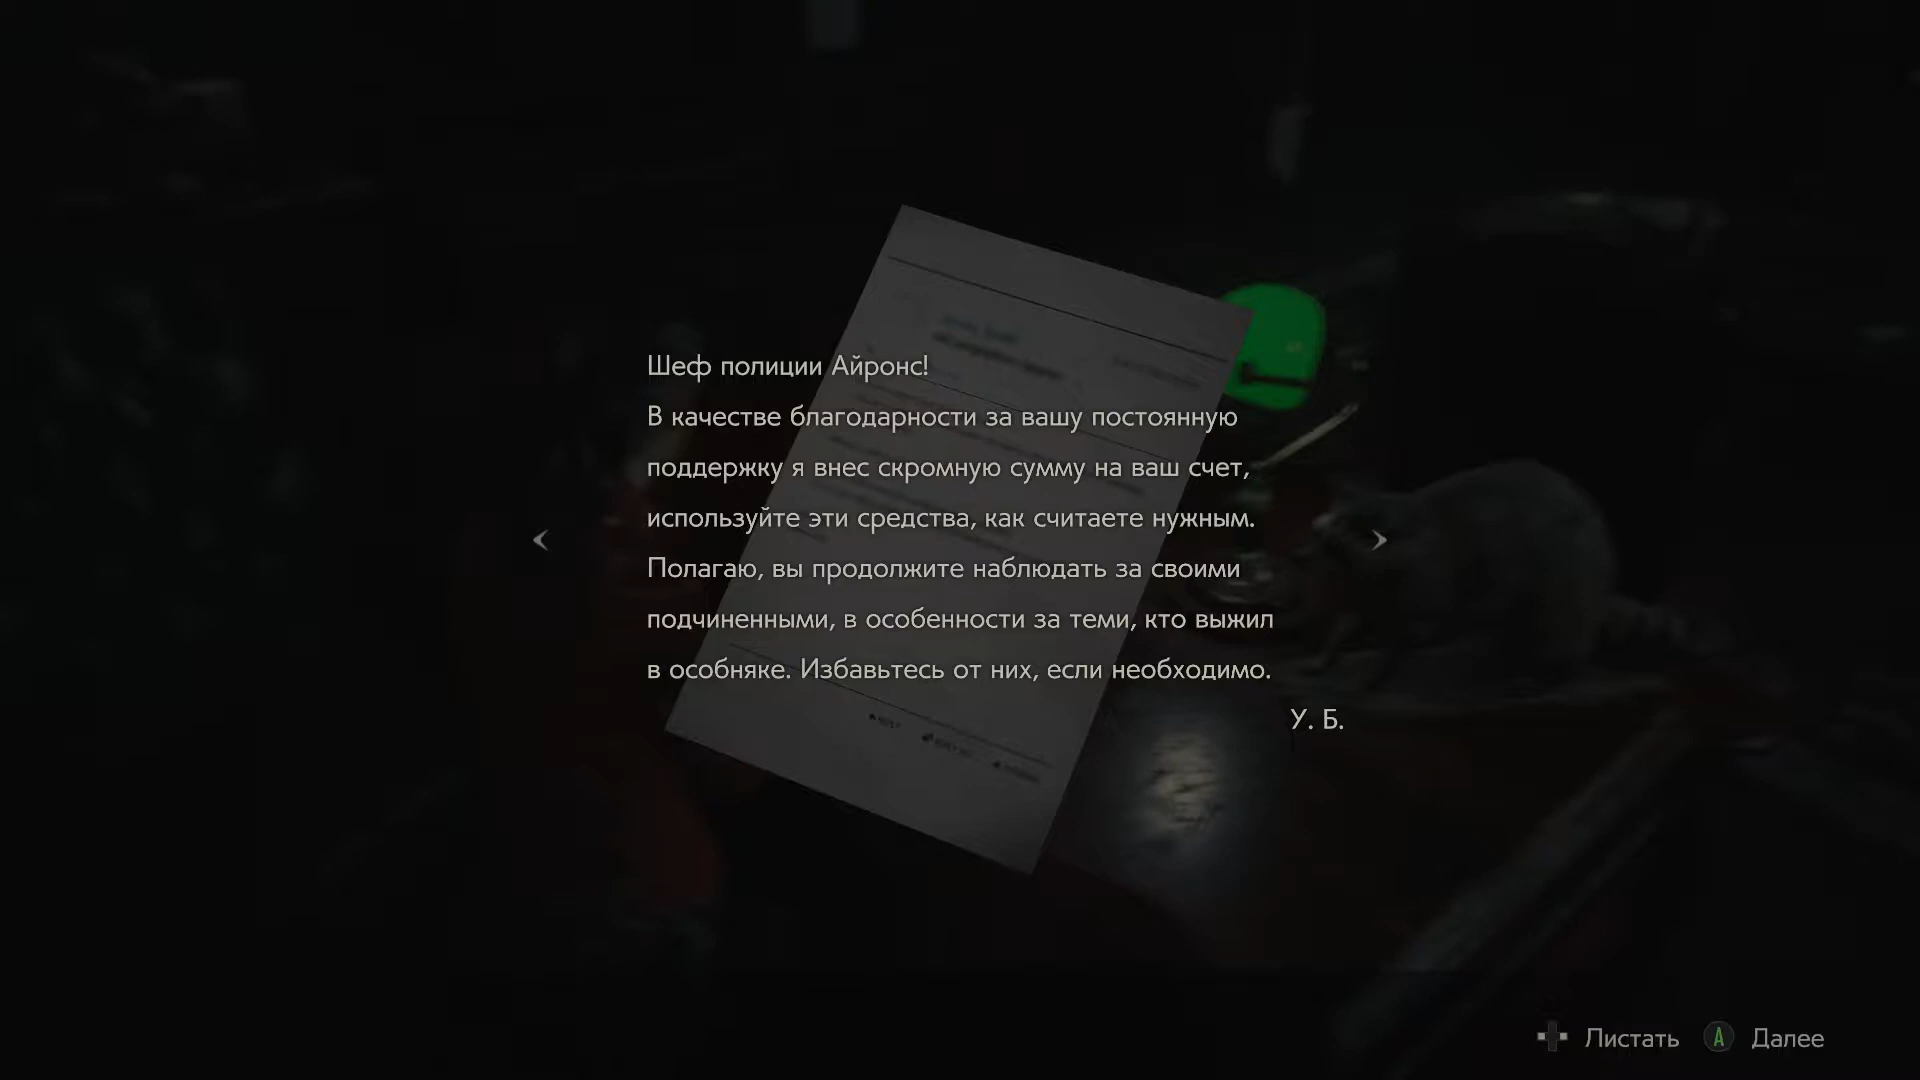 Шеф полиции Айронс!
В качестве благодарности за вашу постоянную
поддержку я внес скромную сумму на ваш счет,
используйте эти средства, как считаете нужным.
Полагаю, вы продолжите наблюдать за своими
подчиненными, в особенности за теми, кто выжил
в особняке. Избавьтесь от них, если необходимо.
У. Б.
Листать A Далее